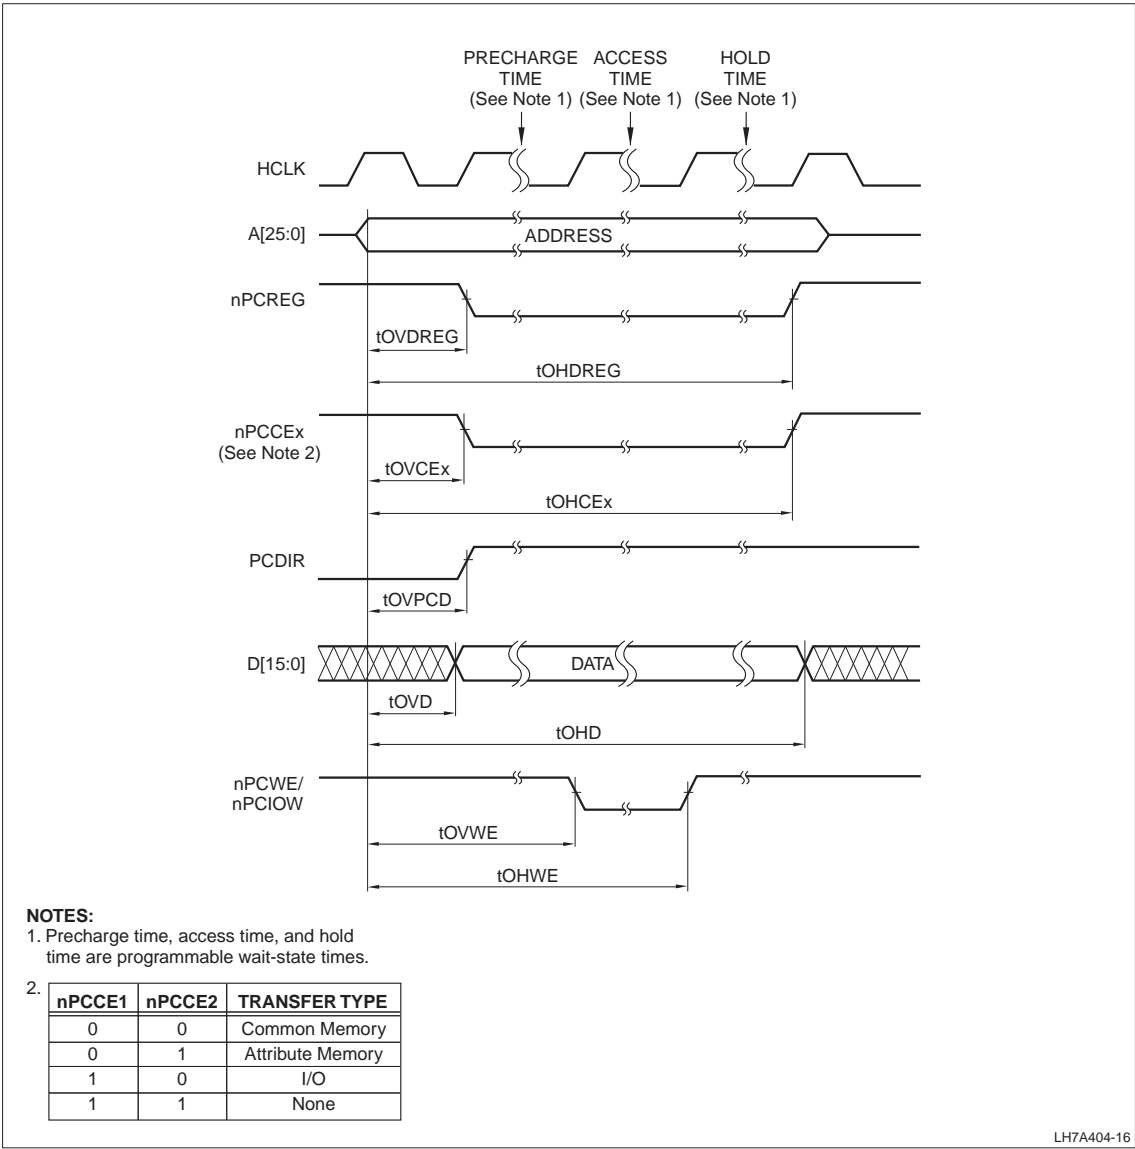 PRECHARGE TIME (See Note 1)
ACCESS TIME (See Note 1)
HOLD TIME (See Note 1)
HCLK
A[25:0]
ADDRESS
nPCREG
tOVDREG
tOHDREG
nPCCEx
(See Note 2)
tOVCEx
tOHCEx
PCDIR
tOVPCD
D[15:0]
DATA
tOVD
tOHD
nPCWE/
nPCIOW
tOVWE
tOHWE
NOTES:
1. Precharge time, access time, and hold
time are programmable wait-state times.
2.
nPCCE1 nPCCE2 TRANSFER TYPE
0 0 Common Memory
0 1 Attribute Memory
1 0 I/O
1 1 None
LH7A404-16